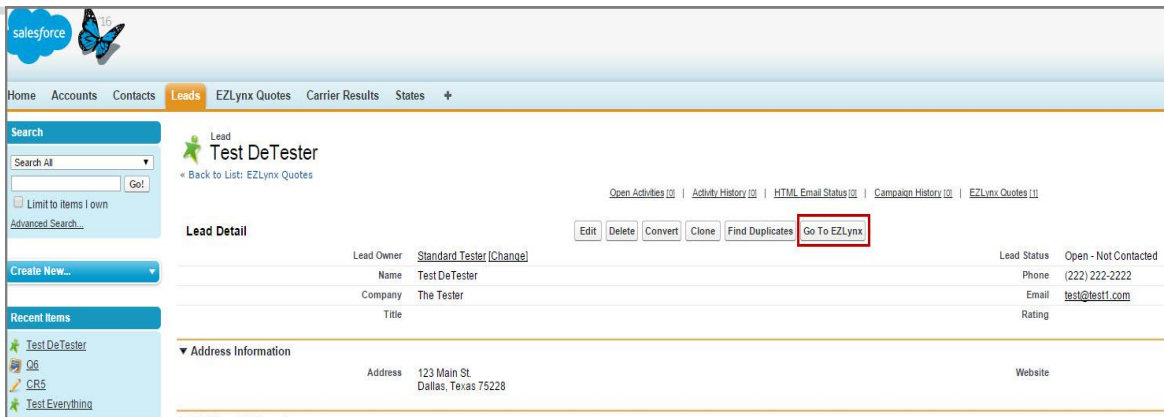 salesforce
'16
Home Accounts Contacts Leads EZLynx Quotes Carrier Results States +
Search
Search All
Go!
Limit to items I own
Advanced Search...
Create New...
Recent Items
Test DeTester
Q6
CR5
Test Everything
Lead
Test DeTester
« Back to List: EZLynx Quotes
Open Activities [0] | Activity History [0] | HTML Email Status [0] | Campaign History [0] | EZLynx Quotes [1]
Lead Detail Edit Delete Convert Clone Find Duplicates Go To EZLynx
Lead Owner Standard Tester [Change] Lead Status Open - Not Contacted
Name Test DeTester Phone (222) 222-2222
Company The Tester Email test@test1.com
Title Rating
Address Information
Address 123 Main St. Website
Dallas, Texas 75228